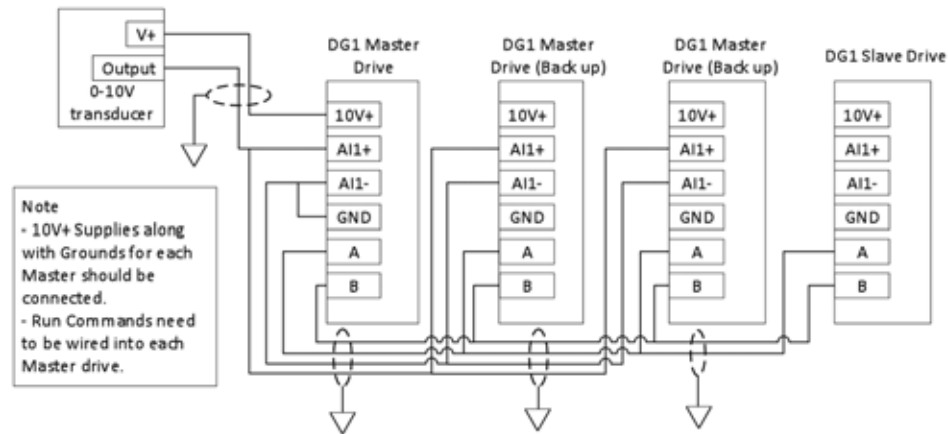 V+
Output
0-10V
transducer
DG1 Master
Drive
10V+
AI1+
AI1-
GND
A
B
DG1 Master
Drive (Back up)
10V+
AI1+
AI1-
GND
A
B
DG1 Master
Drive (Back up)
10V+
AI1+
AI1-
GND
A
B
DG1 Slave Drive
10V+
AI1+
AI1-
GND
A
B
Note
- 10V+ Supplies along
with Grounds for each
Master should be
connected.
- Run Commands need
to be wired into each
Master drive.